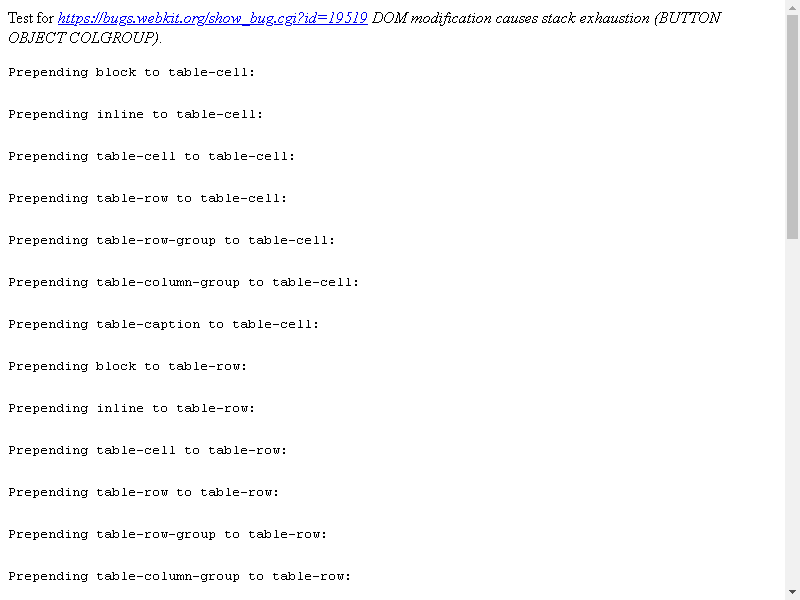 Test for https://bugs.webkit.org/show_bug.cgi?id=19519 DOM modification causes stack exhaustion (BUTTON
OBJECT COLGROUP).
Prepending block to table-cell:
Prepending inline to table-cell:
Prepending table-cell to table-cell:
Prepending table-row to table-cell:
Prepending table-row-group to table-cell:
Prepending table-column-group to table-cell:
Prepending table-caption to table-cell:
Prepending block to table-row:
Prepending inline to table-row:
Prepending table-cell to table-row:
Prepending table-row to table-row:
Prepending table-row-group to table-row:
Prepending table-column-group to table-row: